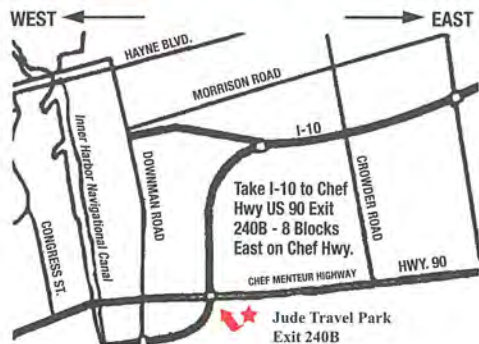 WEST
EAST
HAYNE BLVD.
MORRISON ROAD
I-10
Inner Harbor Navigational Canal
DOWNMAN ROAD
CROWDER ROAD
CONGRESS ST.
Take I-10 to Chef
Hwy US 90 Exit
240B - 8 Blocks
East on Chef Hwy.
CHEF MENTEUR HIGHWAY
HWY. 90
Jude Travel Park
Exit 240B